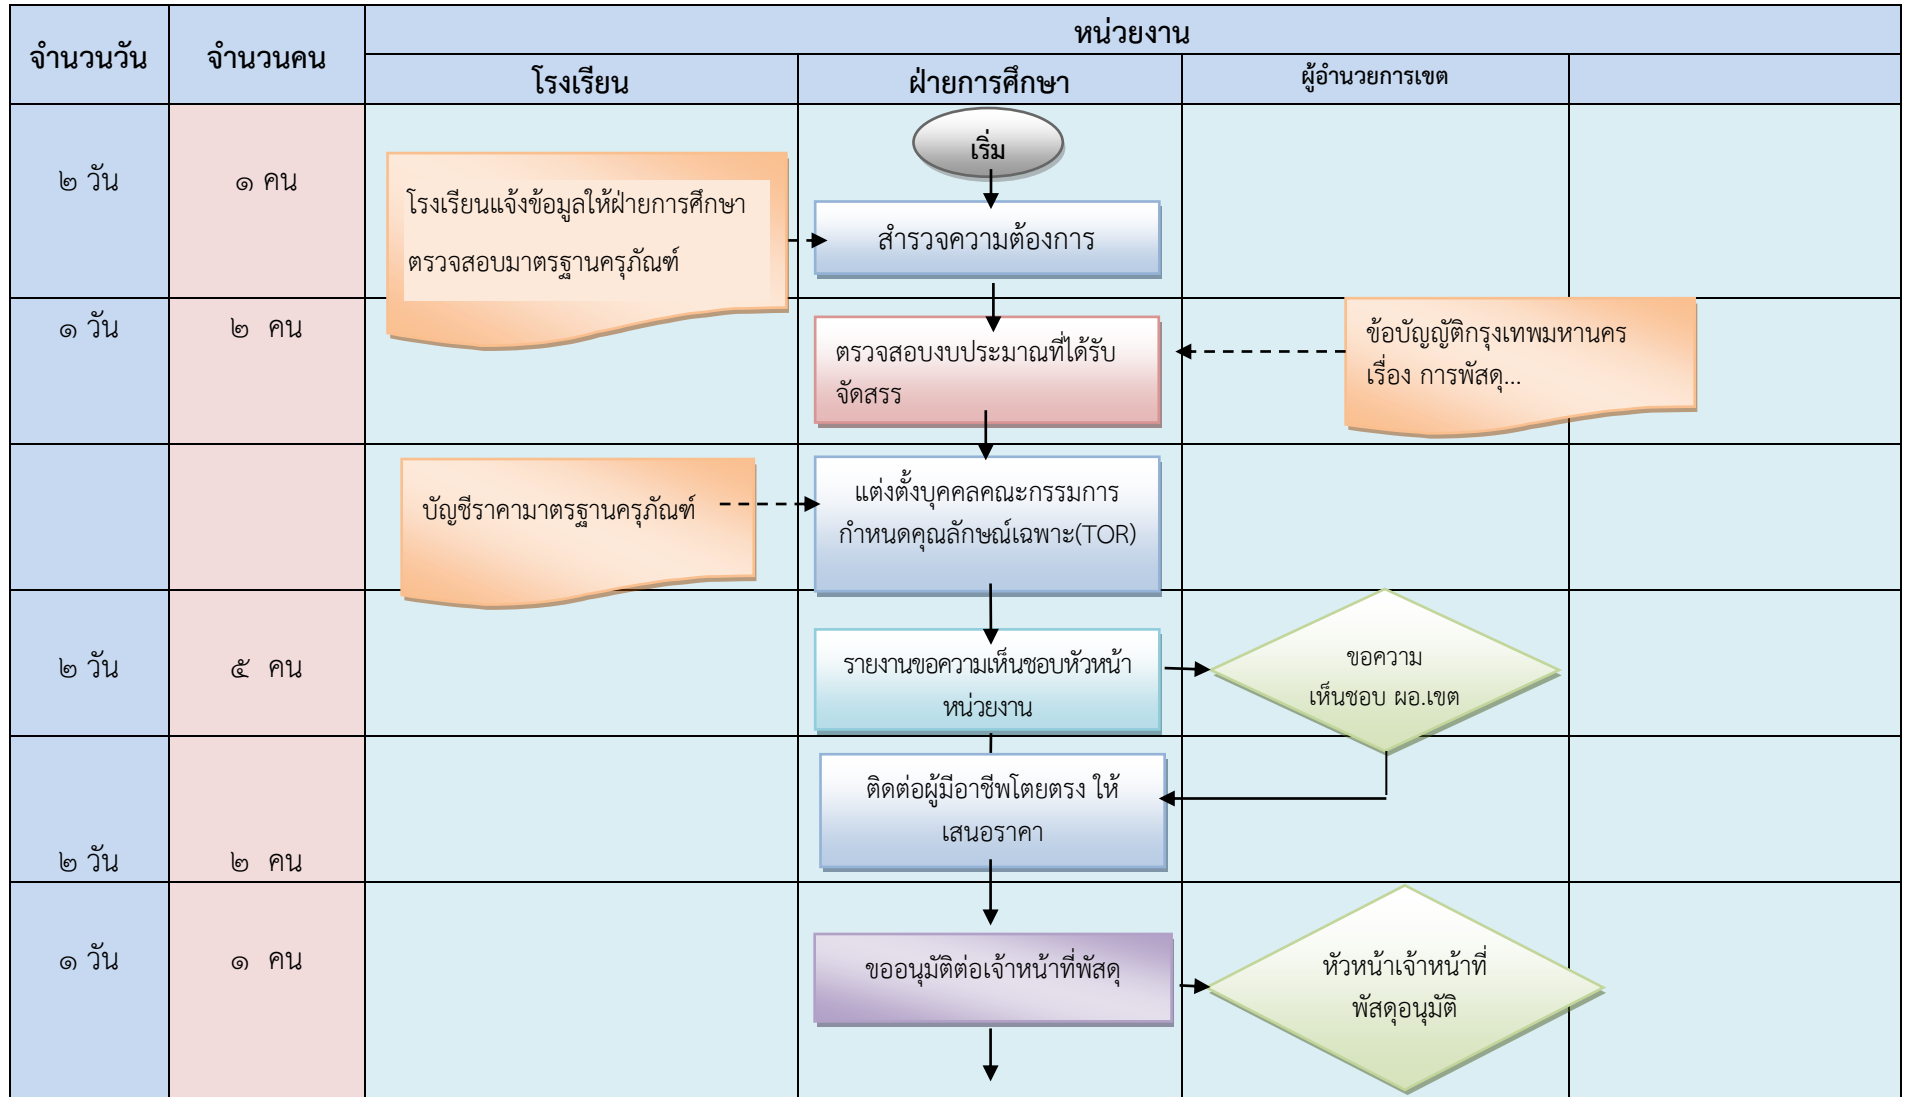 จำนวนวัน
จำนวนคน
หน่วยงาน
โรงเรียน
ฝ่ายการศึกษา
ผู้อำนวยการเขต
๒ วัน
๑ คน
โรงเรียนแจ้งข้อมูลให้ฝ่ายการศึกษา
ตรวจสอบมาตรฐานครุภัณฑ์
เริ่ม
สำรวจความต้องการ
๑ วัน
๒ คน
ตรวจสอบงบประมาณที่ได้รับ
จัดสรร
ข้อบัญญัติกรุงเทพมหานคร
เรื่อง การพัสดุ...
บัญชีราคามาตรฐานครุภัณฑ์
แต่งตั้งบุคคลคณะกรรมการ
กำหนดคุณลักษณ์เฉพาะ(TOR)
๒ วัน
๕ คน
รายงานขอความเห็นชอบหัวหน้า
หน่วยงาน
ขอความ
เห็นชอบ ผอ.เขต
๒ วัน
๒ คน
ติดต่อผู้มีอาชีพโตยตรง ให้
เสนอราคา
๑ วัน
๑ คน
ขออนุมัติต่อเจ้าหน้าที่พัสดุ
หัวหน้าเจ้าหน้าที่
พัสดุอนุมัติ